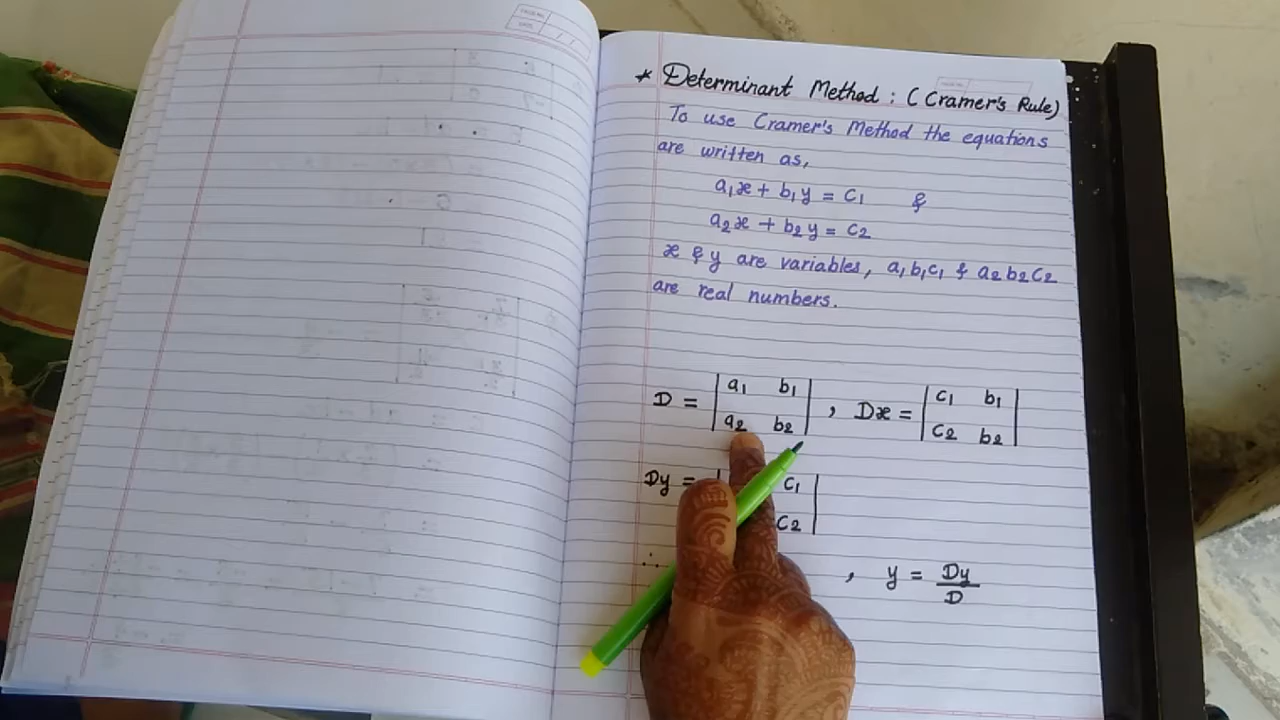 * Determinant Method : (Cramer's Rule)
To use Cramer's Method the equations
are written as,
a₁x + b₁y = c₁ &
a₂x + b₂y = c₂
x & y are variables, a₁b₁c₁ & a₂b₂c₂
are real numbers.
D = | a₁ b₁ | , Dx = | c₁ b₁ |
| a₂ b₂ | | c₂ b₂ |
Dy = | c₁ |
c₂ |
∴ , y = Dy
D